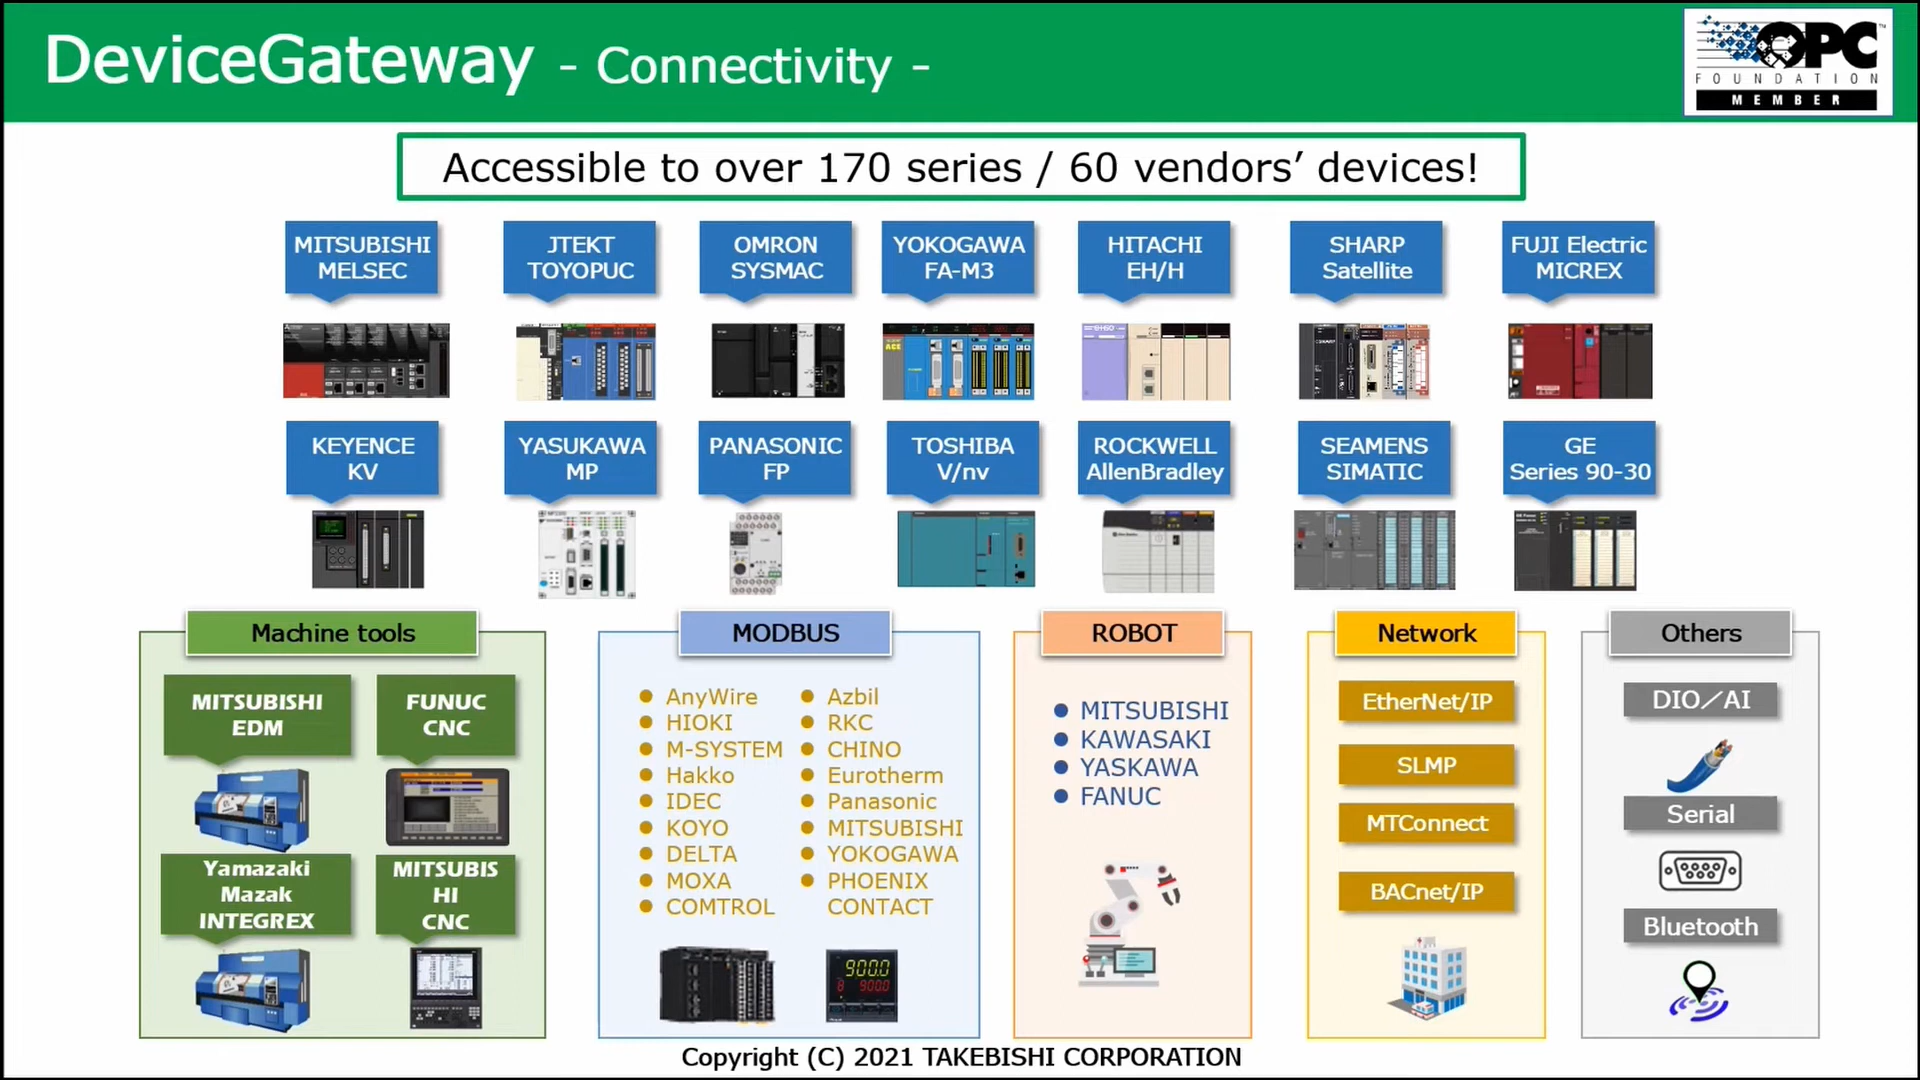 DeviceGateway - Connectivity -
OPC
FOUNDATION
MEMBER
Accessible to over 170 series / 60 vendors’ devices!
MITSUBISHI
MELSEC
JTEKT
TOYOPUC
OMRON
SYSMAC
YOKOGAWA
FA-M3
HITACHI
EH/H
SHARP
Satellite
FUJI Electric
MICREX
KEYENCE
KV
YASUKAWA
MP
PANASONIC
FP
TOSHIBA
V/nv
ROCKWELL
AllenBradley
SEAMENS
SIMATIC
GE
Series 90-30
Machine tools
MITSUBISHI
EDM
FUNUC
CNC
Yamazaki
Mazak
INTEGREX
MITSUBIS
HI
CNC
MODBUS
AnyWire
HIOKI
M-SYSTEM
Hakko
IDEC
KOYO
DELTA
MOXA
COMTROL
Azbil
RKC
CHINO
Eurotherm
Panasonic
MITSUBISHI
YOKOGAWA
PHOENIX
CONTACT
900.0
900.0
ROBOT
MITSUBISHI
KAWASAKI
YASKAWA
FANUC
Network
EtherNet/IP
SLMP
MTConnect
BACnet/IP
Others
DIO／AI
Serial
Bluetooth
Copyright (C) 2021 TAKEBISHI CORPORATION